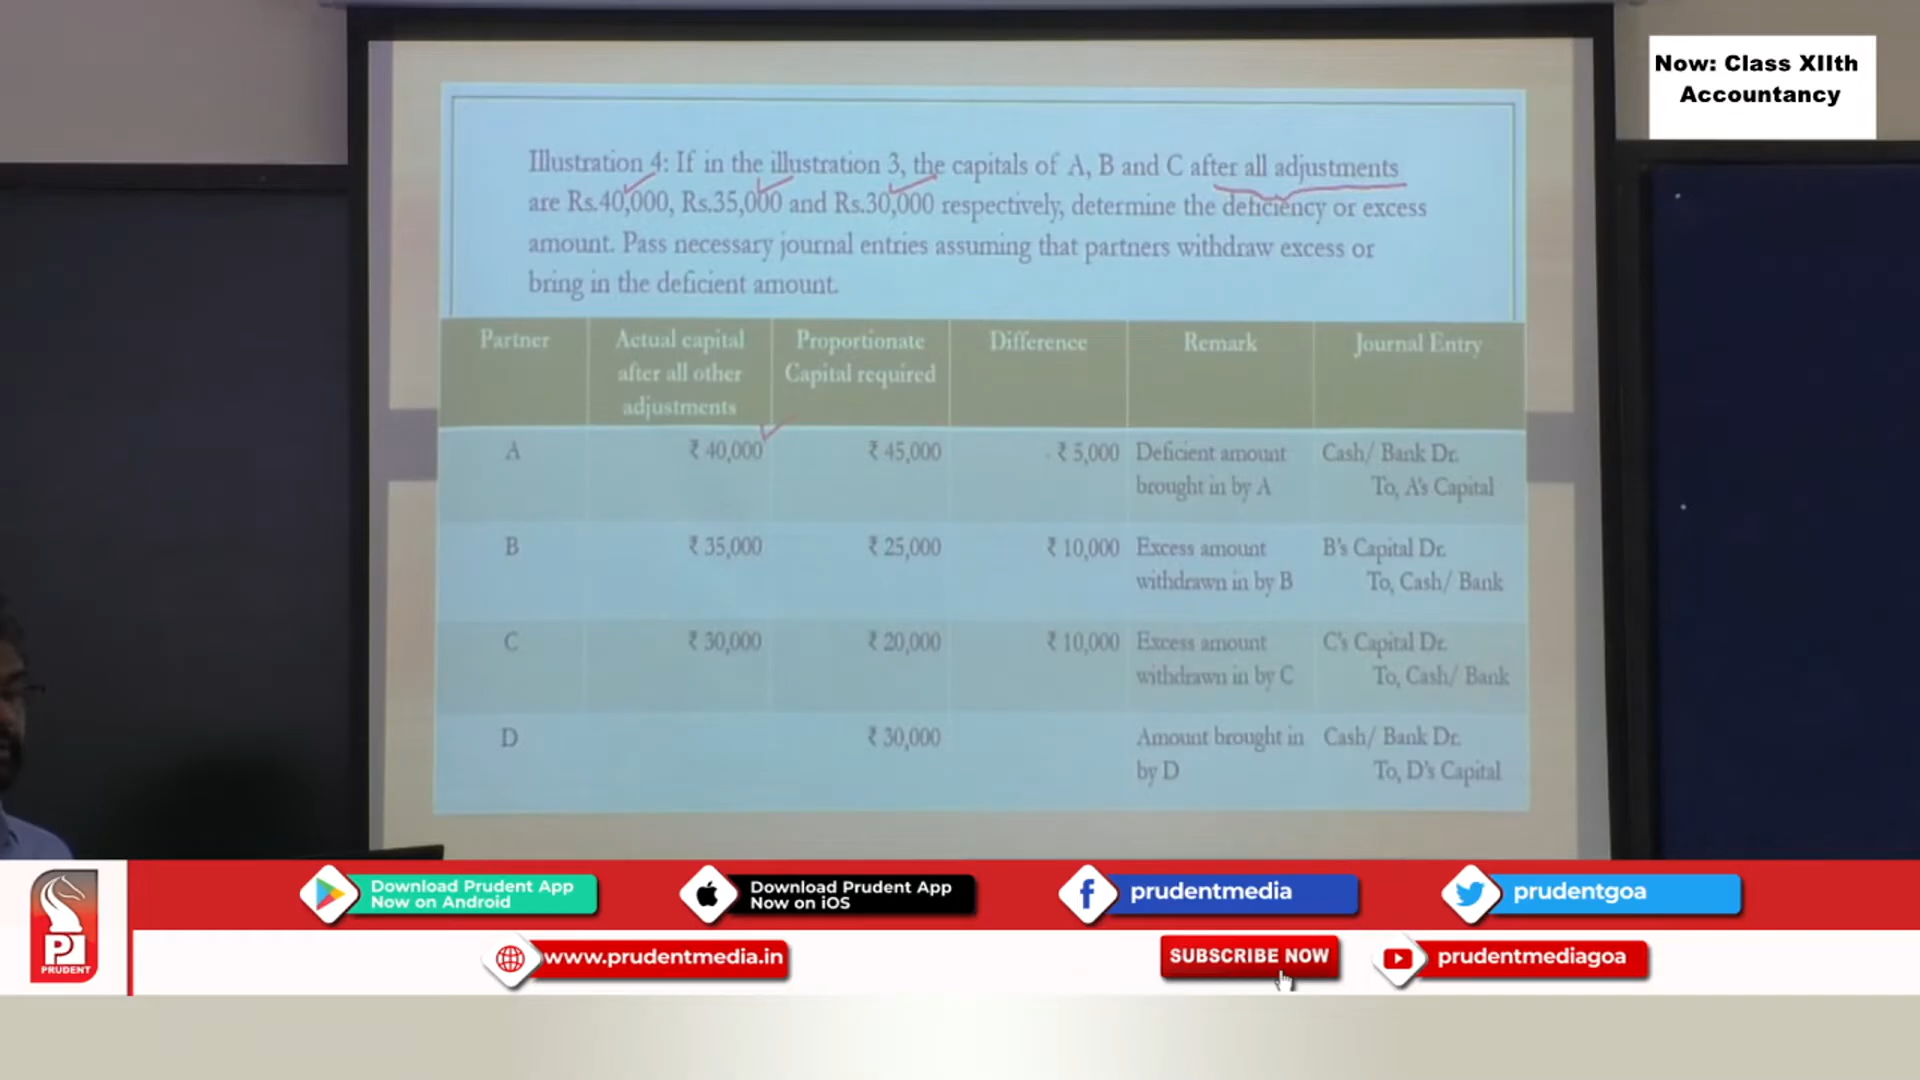 Now: Class XIIth
Accountancy
Illustration 4: If in the illustration 3, the capitals of A, B and C after all adjustments
are Rs.40,000, Rs.35,000 and Rs.30,000 respectively, determine the deficiency or excess
amount. Pass necessary journal entries assuming that partners withdraw excess or
bring in the deficient amount.
Partner
Actual capital
after all other
adjustments
Proportionate
Capital required
Difference
Remark
Journal Entry
A
₹ 40,000
₹ 45,000
₹ 5,000
Deficient amount
brought in by A
Cash/ Bank Dr.
To, A's Capital
B
₹ 35,000
₹ 25,000
₹ 10,000
Excess amount
withdrawn in by B
B's Capital Dr.
To, Cash/ Bank
C
₹ 30,000
₹ 20,000
₹ 10,000
Excess amount
withdrawn in by C
C's Capital Dr.
To, Cash/ Bank
D
₹ 30,000
Amount brought in
by D
Cash/ Bank Dr.
To, D's Capital
Download Prudent App
Now on Android
Download Prudent App
Now on iOS
prudentmedia
prudentgoa
PRUDENT
www.prudentmedia.in
SUBSCRIBE NOW
prudentmediagoa